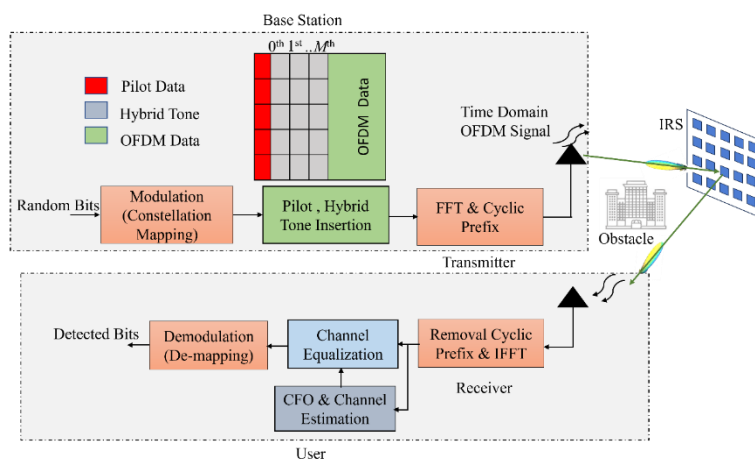 Base Station
0th 1st ..Mth
Pilot Data
Hybrid Tone
OFDM Data
OFDM Data
Time Domain
OFDM Signal
IRS
Random Bits
Modulation
(Constellation
Mapping)
Pilot , Hybrid
Tone Insertion
FFT & Cyclic
Prefix
Obstacle
Transmitter
Detected Bits
Demodulation
(De-mapping)
Channel
Equalization
Removal Cyclic
Prefix & IFFT
CFO & Channel
Estimation
Receiver
User